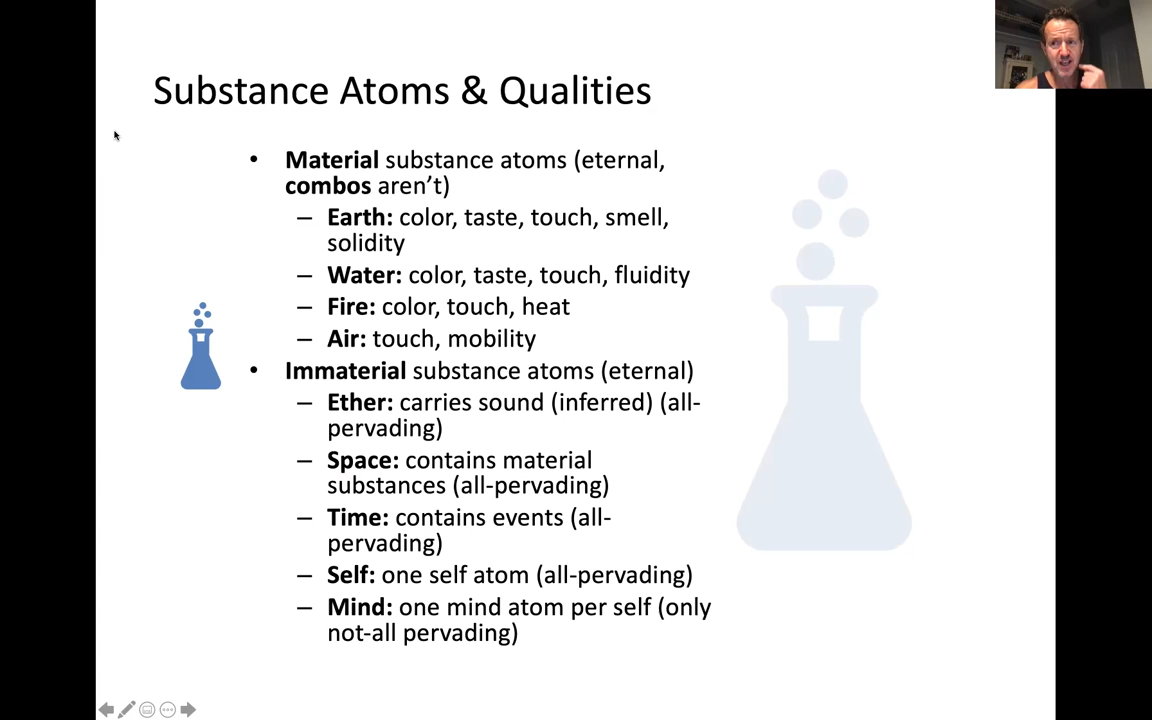 Substance Atoms & Qualities
• Material substance atoms (eternal,
combos aren’t)
– Earth: color, taste, touch, smell,
solidity
– Water: color, taste, touch, fluidity
– Fire: color, touch, heat
– Air: touch, mobility
• Immaterial substance atoms (eternal)
– Ether: carries sound (inferred) (all-
pervading)
– Space: contains material
substances (all-pervading)
– Time: contains events (all-
pervading)
– Self: one self atom (all-pervading)
– Mind: one mind atom per self (only
not-all pervading)